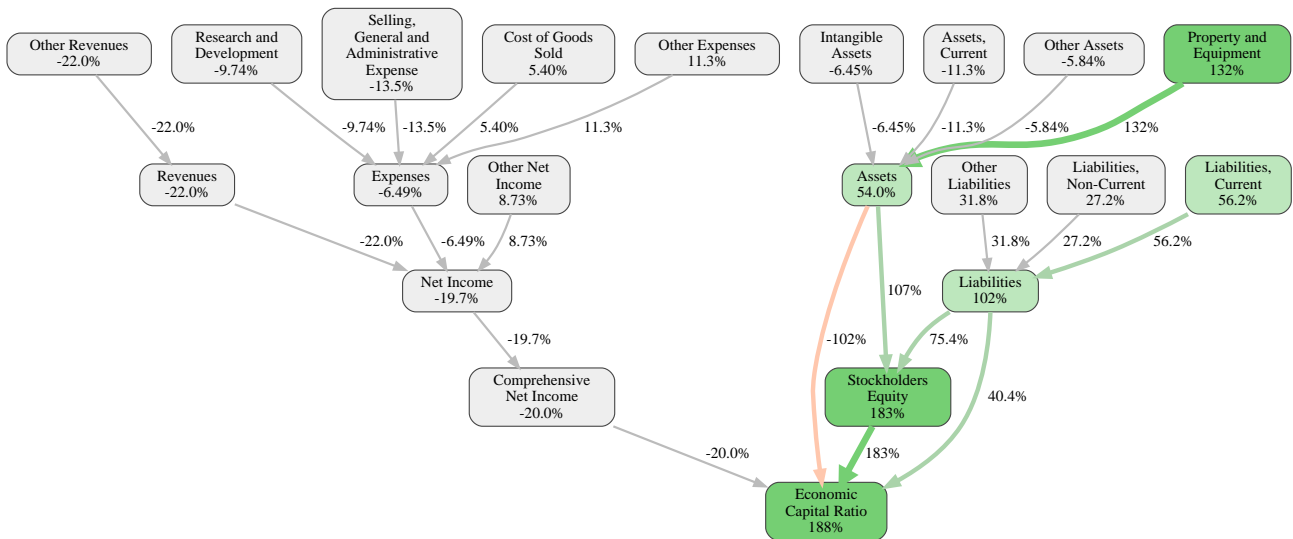 Other Revenues
-22.0%
Research and
Development
-9.74%
Selling,
General and
Administrative
Expense
-13.5%
Cost of Goods
Sold
5.40%
Other Expenses
11.3%
Intangible
Assets
-6.45%
Assets,
Current
-11.3%
Other Assets
-5.84%
Property and
Equipment
132%
-22.0%
-9.74%
-13.5%
5.40%
11.3%
-6.45%
-11.3%
-5.84%
132%
Revenues
-22.0%
Expenses
-6.49%
Other Net
Income
8.73%
Assets
54.0%
Other
Liabilities
31.8%
Liabilities,
Non-Current
27.2%
Liabilities,
Current
56.2%
-22.0%
-6.49%
8.73%
31.8%
27.2%
56.2%
Net Income
-19.7%
107%
Liabilities
102%
-19.7%
-102%
75.4%
Comprehensive
Net Income
-20.0%
Stockholders
Equity
183%
40.4%
-20.0%
183%
Economic
Capital Ratio
188%